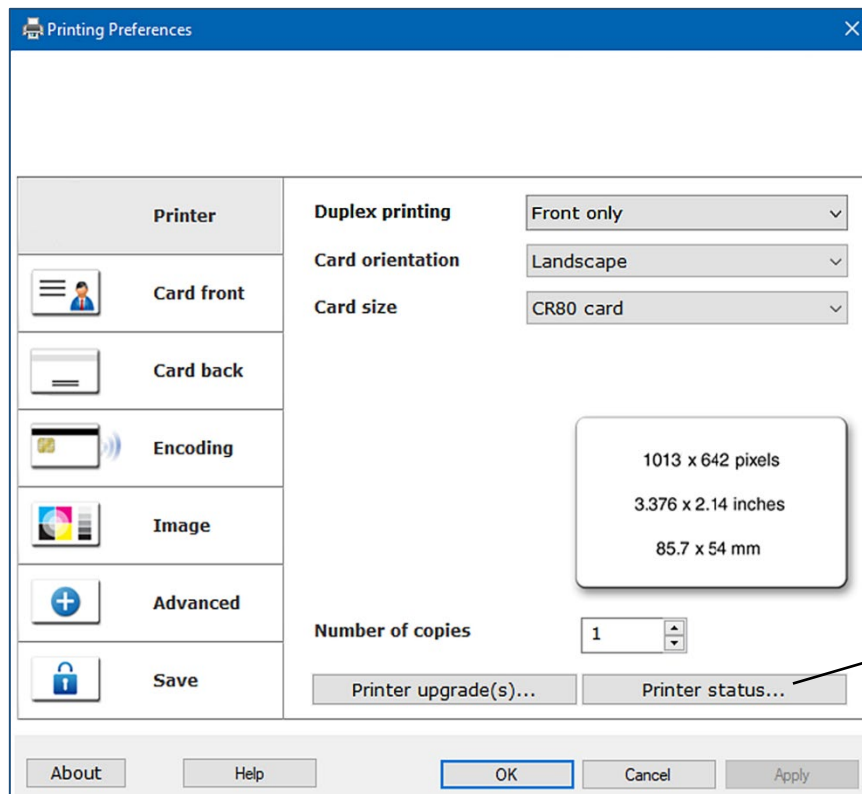 Printing Preferences
Printer
Card front
Card back
Encoding
Image
Advanced
Save
Duplex printing Front only
Card orientation Landscape
Card size CR80 card
1013 x 642 pixels
3.376 x 2.14 inches
85.7 x 54 mm
Number of copies 1
Printer upgrade(s)... Printer status...
About Help OK Cancel Apply